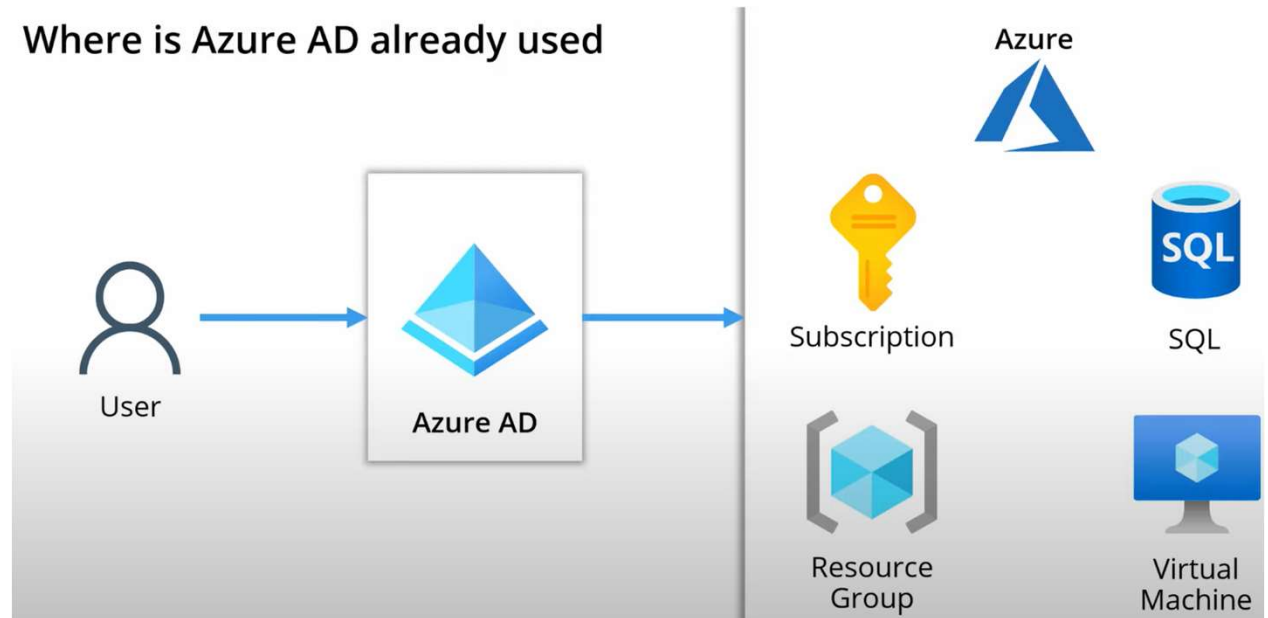 Where is Azure AD already used
Azure
User
Azure AD
Subscription
SQL
SQL
Resource
Group
Virtual
Machine